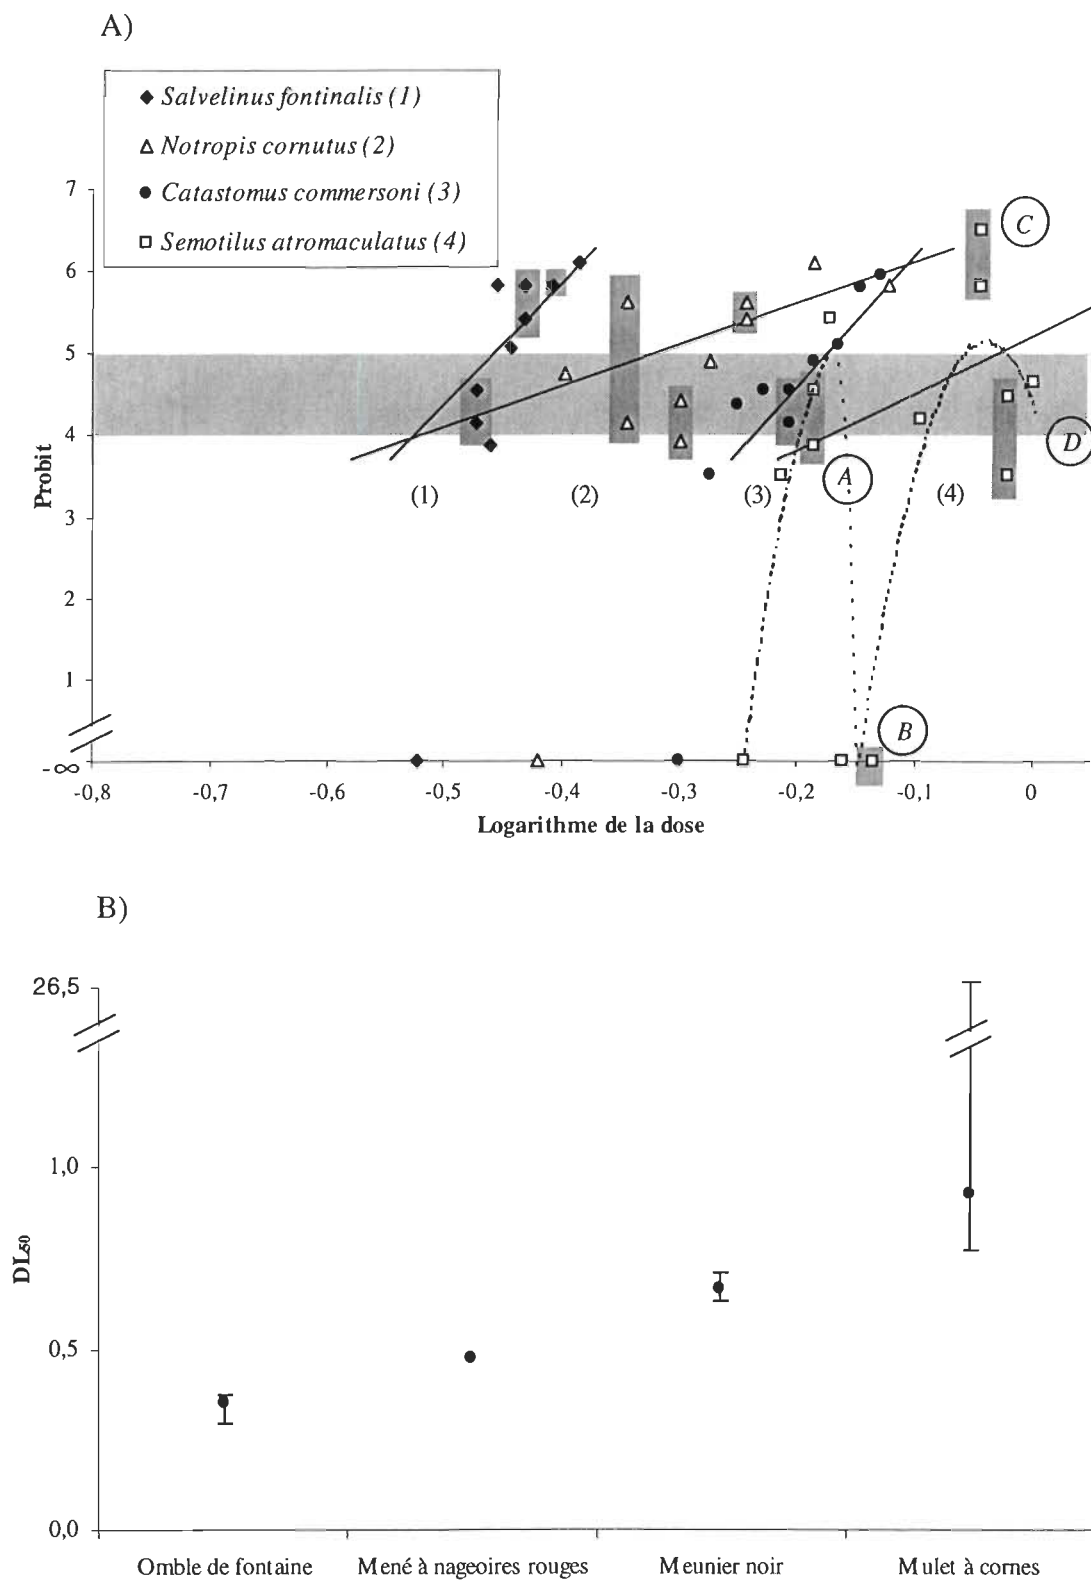 A)
Salvelinus fontinalis (1)
Notropis cornutus (2)
Catastomus commersoni (3)
Semotilus atromaculatus (4)
7
6
5
4
3
2
1
-∞
Probit
C
D
A
B
(1)
(2)
(3)
(4)
-0,8
-0,7
-0,6
-0,5
-0,4
-0,3
-0,2
-0,1
0
Logarithme de la dose
B)
26,5
1,0
0,5
0,0
DL50
Omble de fontaine
Mené à nageoires rouges
Meunier noir
Mulet à cornes